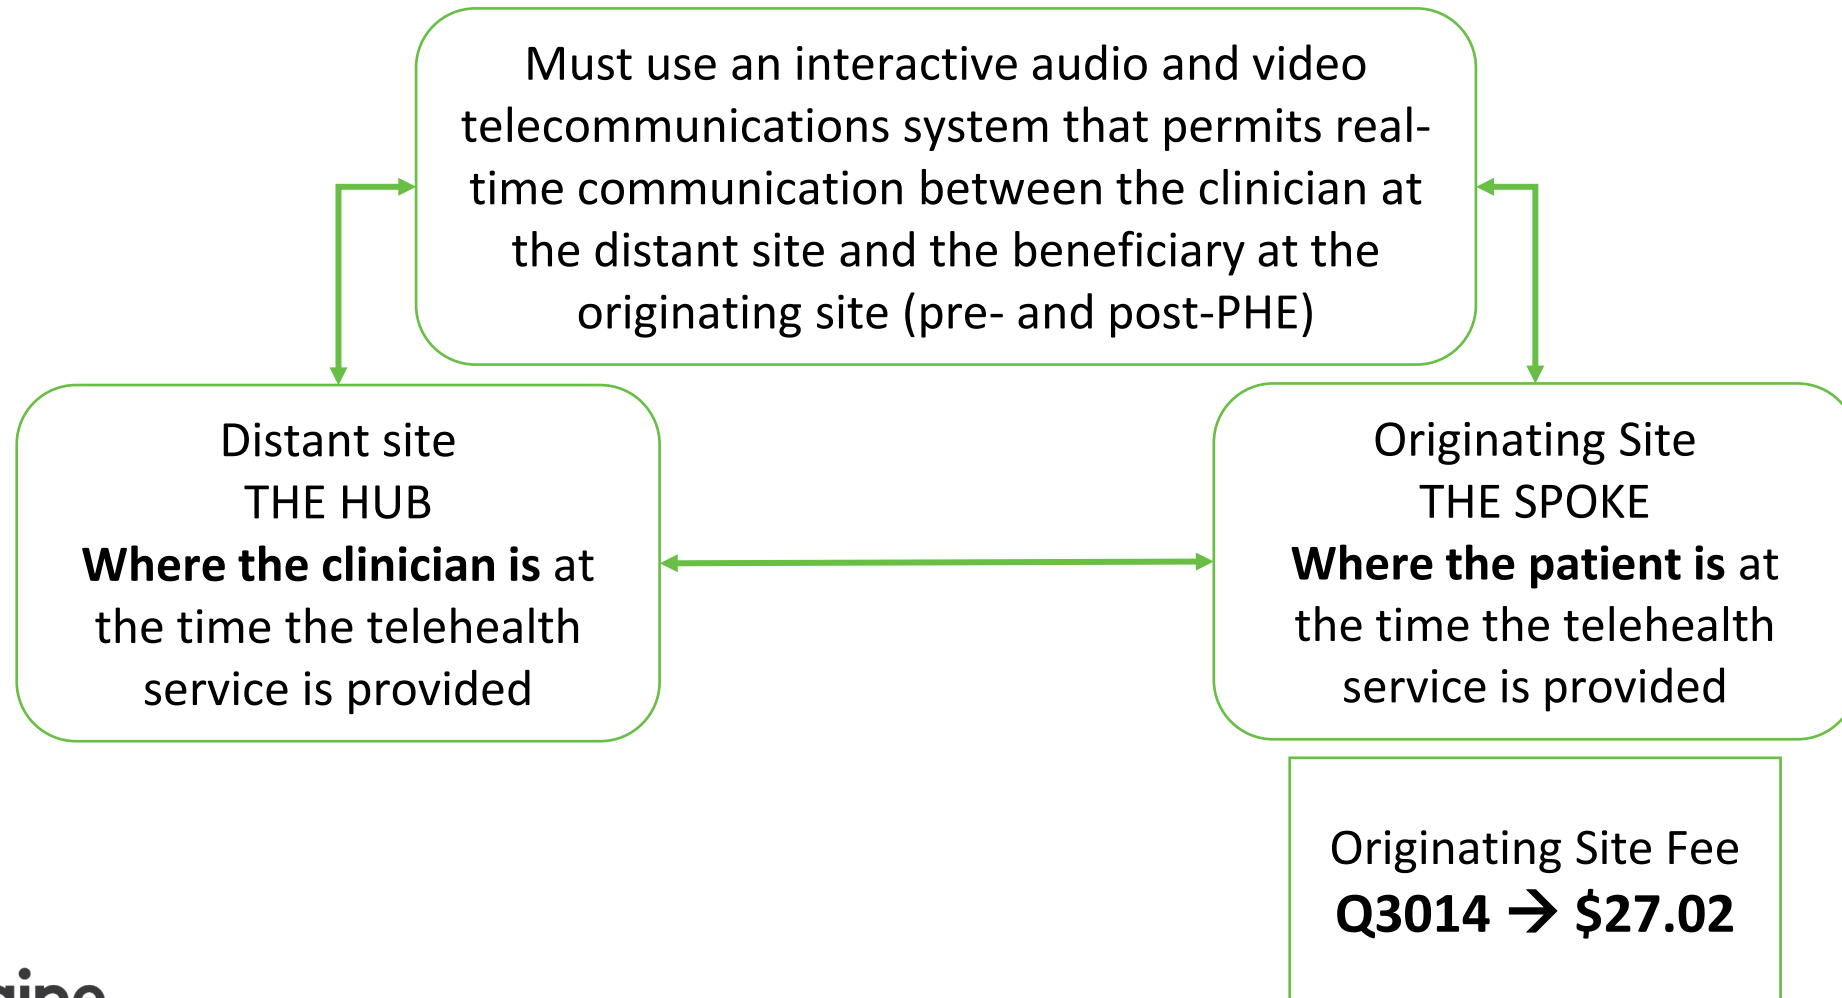 Must use an interactive audio and video
telecommunications system that permits real-
time communication between the clinician at
the distant site and the beneficiary at the
originating site (pre- and post-PHE)
Distant site
THE HUB
Where the clinician is at
the time the telehealth
service is provided
Originating Site
THE SPOKE
Where the patient is at
the time the telehealth
service is provided
Originating Site Fee
Q3014 → $27.02